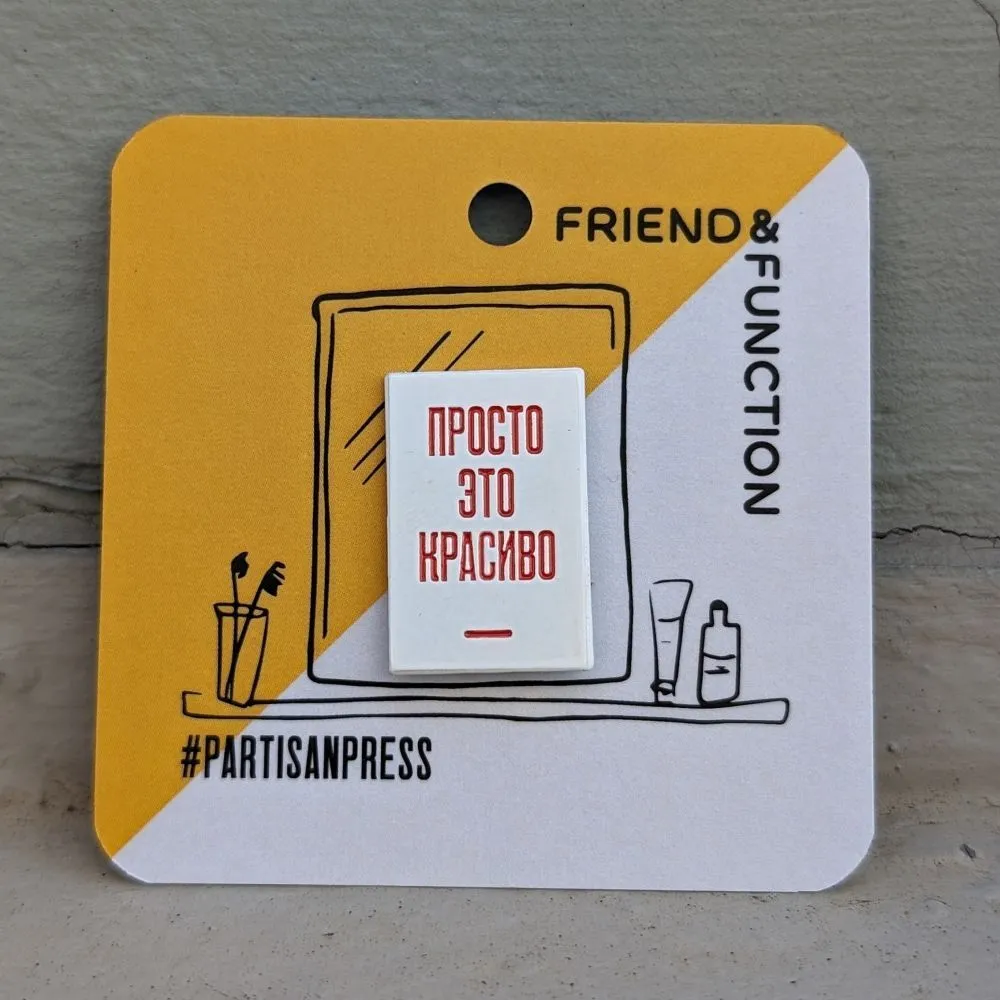 FRIEND &
FUNCTION
ПРОСТО
ЭТО
КРАСИВО
#PARTISANPRESS